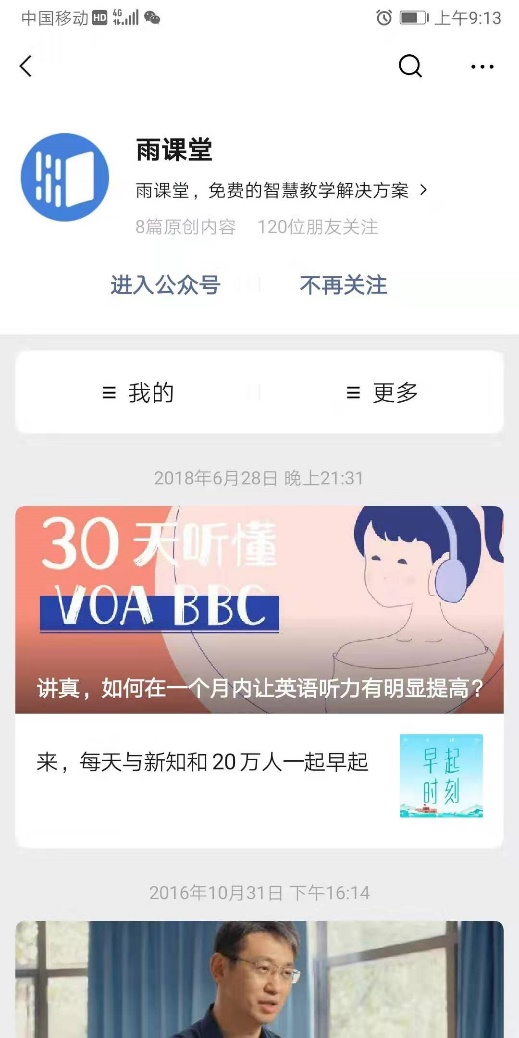 中国移动 HD 4G 上午9:13
雨课堂
雨课堂，免费的智慧教学解决方案
8篇原创内容 120位朋友关注
进入公众号 不再关注
我的 更多
2018年6月28日 晚上21:31
30天听懂
VOA BBC
讲真，如何在一个月内让英语听力有明显提高？
来，每天与新知和20万人一起早起
早起
时刻
2016年10月31日 下午16:14